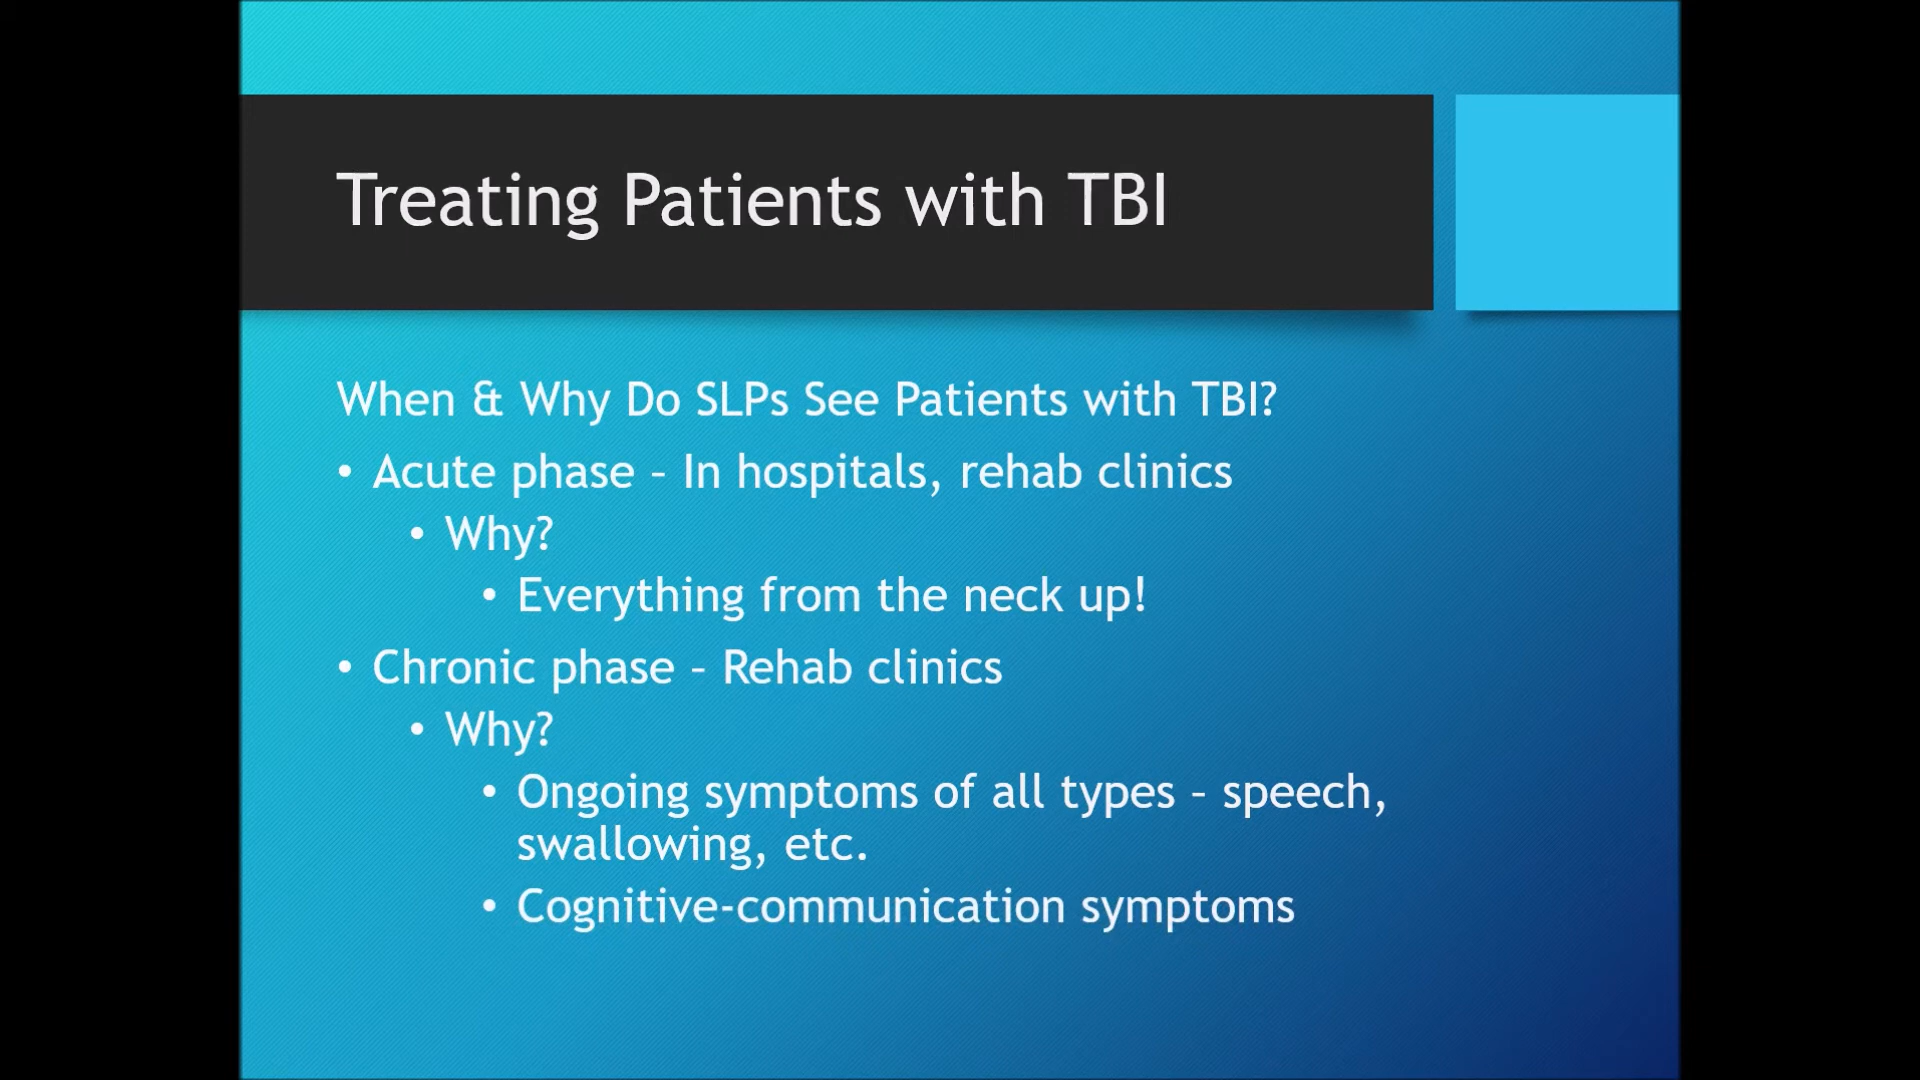 Treating Patients with TBI
When & Why Do SLPs See Patients with TBI?
• Acute phase – In hospitals, rehab clinics
• Why?
• Everything from the neck up!
• Chronic phase – Rehab clinics
• Why?
• Ongoing symptoms of all types – speech,
swallowing, etc.
• Cognitive-communication symptoms